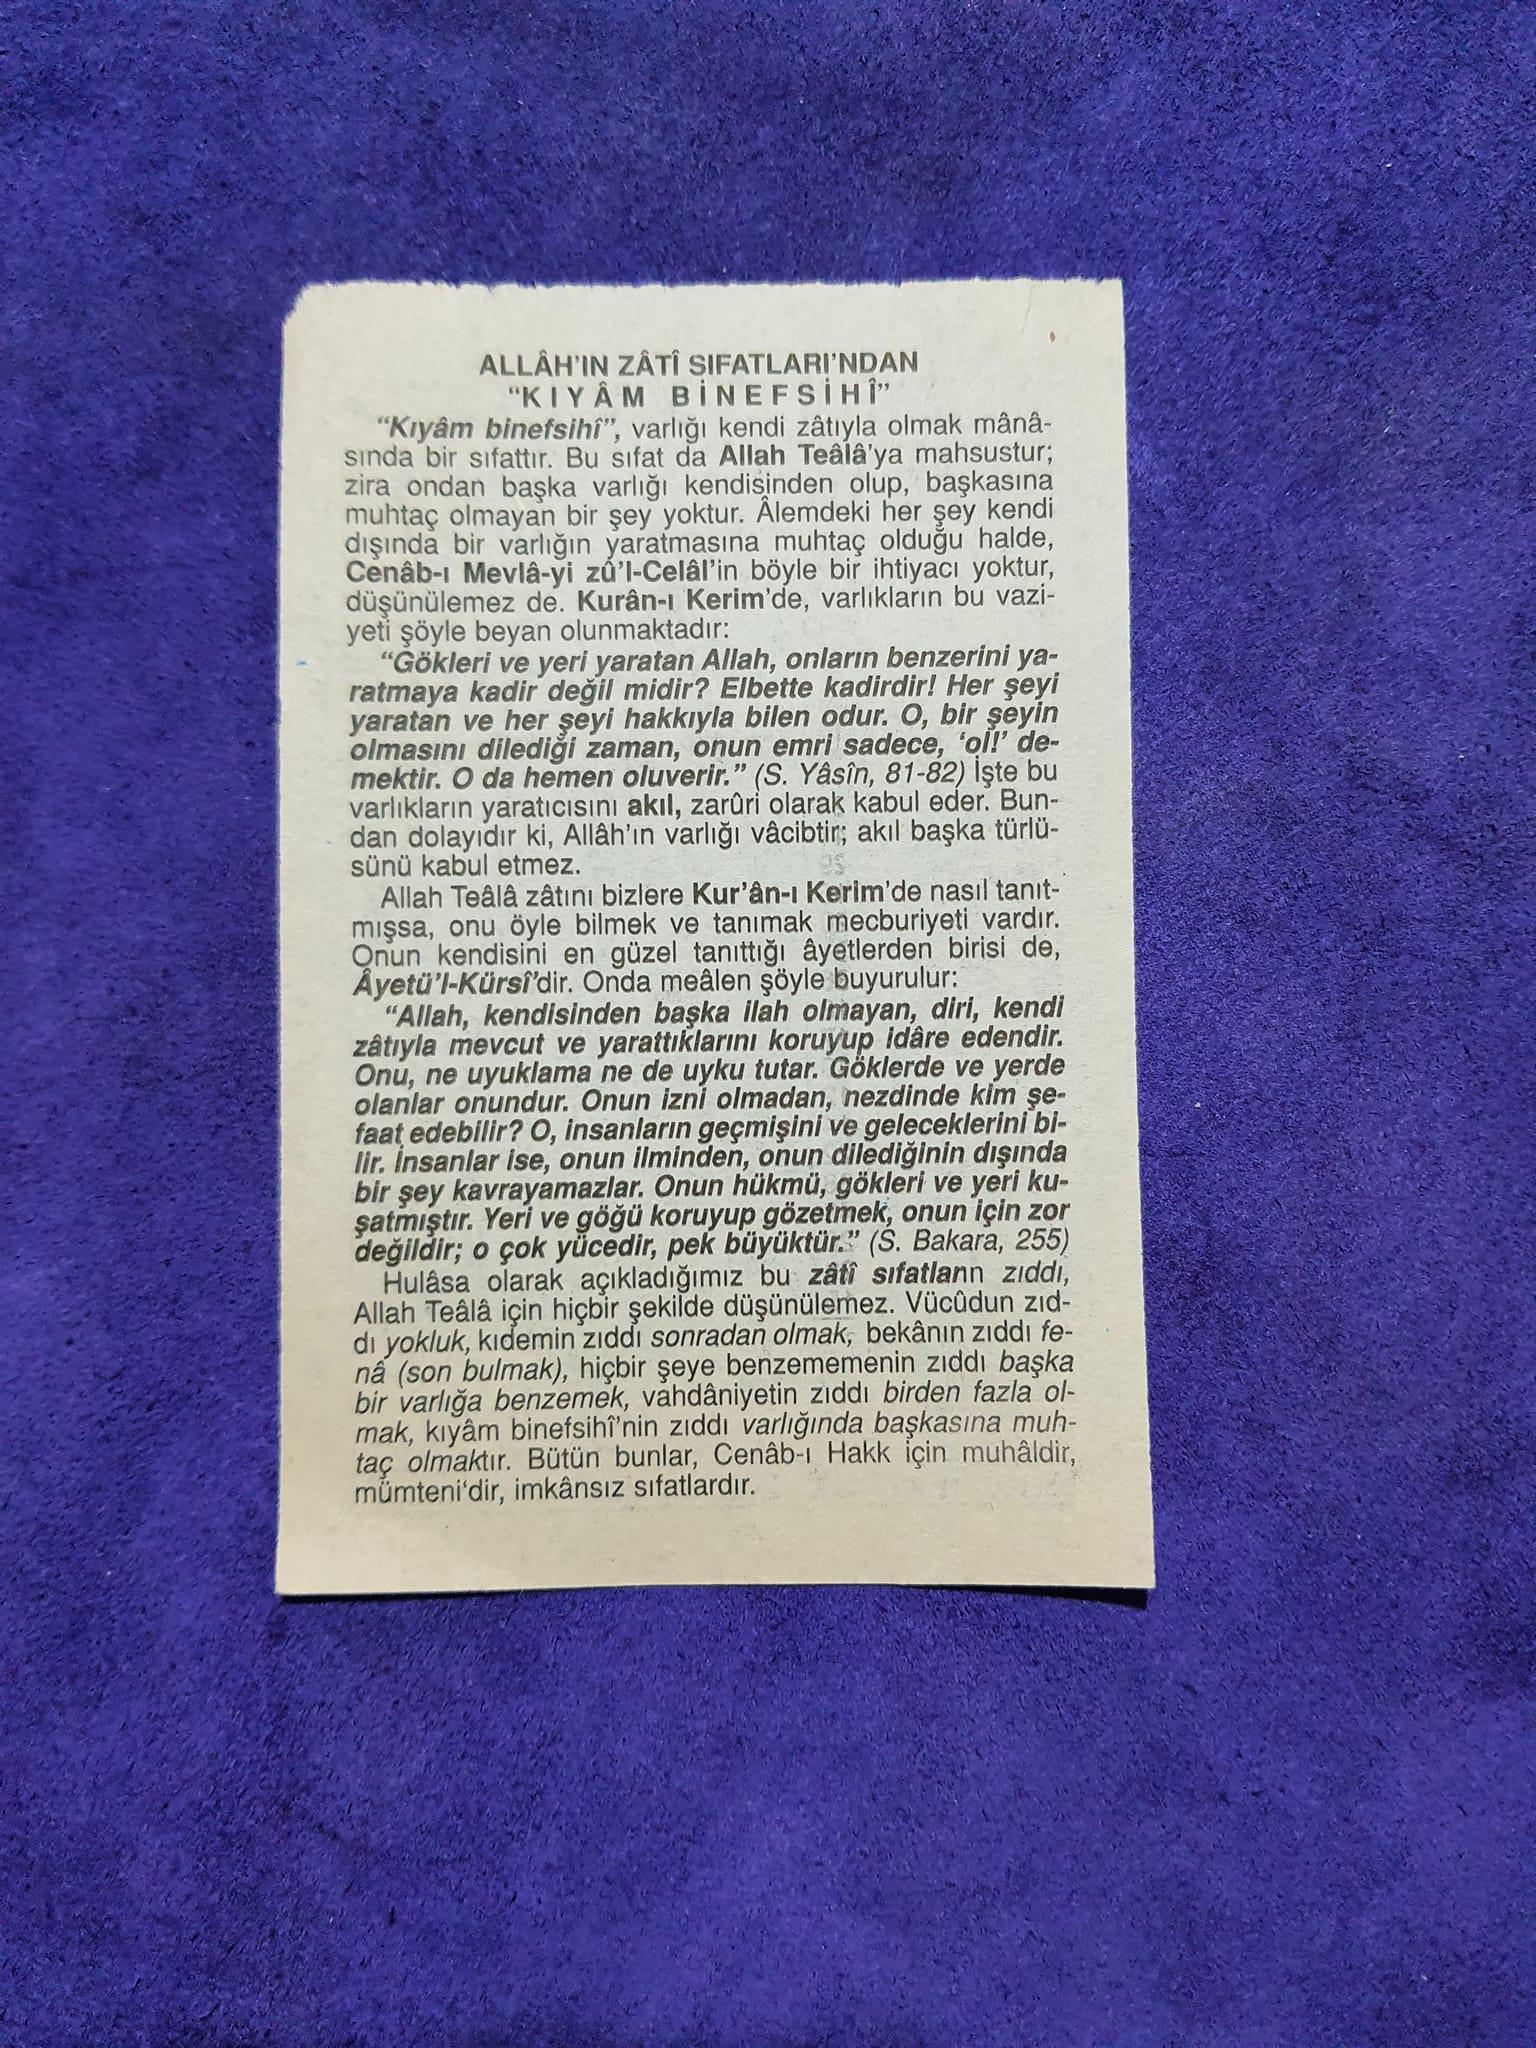 ALLÂH'IN ZÂTÎ SIFATLARI'NDAN
"KIYÂM BİNEFSİHÎ"
"Kıyâm binefsihî", varlığı kendi zâtıyla olmak mânâ-
sında bir sıfattır. Bu sıfat da Allah Teâlâ'ya mahsustur;
zira ondan başka varlığı kendisinden olup, başkasına
muhtaç olmayan bir şey yoktur. Âlemdeki her şey kendi
dışında bir varlığın yaratmasına muhtaç olduğu halde,
Cenâb-ı Mevlâ-yi zû'l-Celâl'in böyle bir ihtiyacı yoktur,
düşünülemez de. Kurân-ı Kerim'de, varlıkların bu vazi-
yeti şöyle beyan olunmaktadır:
"Gökleri ve yeri yaratan Allah, onların benzerini ya-
ratmaya kadir değil midir? Elbette kadirdir! Her şeyi
yaratan ve her şeyi hakkıyla bilen odur. O, bir şeyin
olmasını dilediği zaman, onun emri sadece, 'ol!' de-
mektir. O da hemen oluverir." (S. Yâsîn, 81-82) İşte bu
varlıkların yaratıcısını akıl, zarûri olarak kabul eder. Bun-
dan dolayıdır ki, Allâh'ın varlığı vâcibtir; akıl başka türlü-
sünü kabul etmez.
Allah Teâlâ zâtını bizlere Kur'ân-ı Kerim'de nasıl tanıt-
mışsa, onu öyle bilmek ve tanımak mecburiyeti vardır.
Onun kendisini en güzel tanıttığı âyetlerden birisi de,
Âyetü'l-Kürsî'dir. Onda meâlen şöyle buyurulur:
"Allah, kendisinden başka ilah olmayan, diri, kendi
zâtıyla mevcut ve yarattıklarını koruyup idâre edendir.
Onu, ne uyuklama ne de uyku tutar. Göklerde ve yerde
olanlar onundur. Onun izni olmadan, nezdinde kim şe-
faat edebilir? O, insanların geçmişini ve geleceklerini bi-
lir. İnsanlar ise, onun ilminden, onun dilediğinin dışında
bir şey kavrayamazlar. Onun hükmü, gökleri ve yeri ku-
şatmıştır. Yeri ve göğü koruyup gözetmek, onun için zor
değildir; o çok yücedir, pek büyüktür." (S. Bakara, 255)
Hulâsa olarak açıkladığımız bu zâtî sıfatların zıddı,
Allah Teâlâ için hiçbir şekilde düşünülemez. Vücûdun zıd-
dı yokluk, kıdemin zıddı sonradan olmak, bekânın zıddı fe-
nâ (son bulmak), hiçbir şeye benzememenin zıddı başka
bir varlığa benzemek, vahdâniyetin zıddı birden fazla ol-
mak, kıyâm binefsihî'nin zıddı varlığında başkasına muh-
taç olmaktır. Bütün bunlar, Cenâb-ı Hakk için muhâldir,
mümteni'dir, imkânsız sıfatlardır.